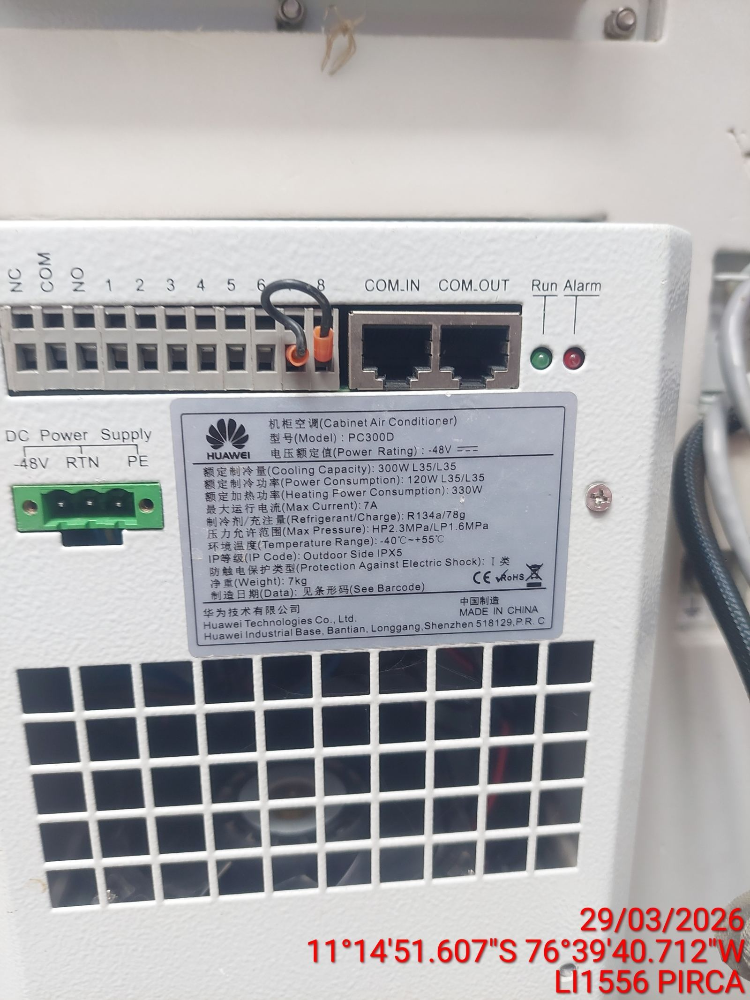 NC COM NO 1 2 3 4 5 6 8 COM_IN COM_OUT Run Alarm
DC Power Supply
-48V RTN PE
HUAWEI
机柜空调(Cabinet Air Conditioner)
型号(Model) : PC300D
电压额定值(Power Rating) : -48V
额定制冷量(Cooling Capacity): 300W L35/L35
额定制冷功率(Power Consumption): 120W L35/L35
额定加热功率(Heating Power Consumption): 330W
最大运行电流(Max Current): 7A
制冷剂/充注量(Refrigerant/Charge): R134a/78g
压力允许范围(Max Pressure): HP2.3MPa/LP1.6MPa
环境温度(Temperature Range): -40℃~+55℃
IP等级(IP Code): Outdoor Side IPX5
防触电保护类型(Protection Against Electric Shock): I 类
净重(Weight): 7kg
制造日期(Data): 见条形码(See Barcode)
CE RoHS
华为技术有限公司
中国制造
Huawei Technologies Co., Ltd.
MADE IN CHINA
Huawei Industrial Base, Bantian, Longgang,Shenzhen 518129,P.R. C
29/03/2026
11°14'51.607"S 76°39'40.712"W
LI1556 PIRCA